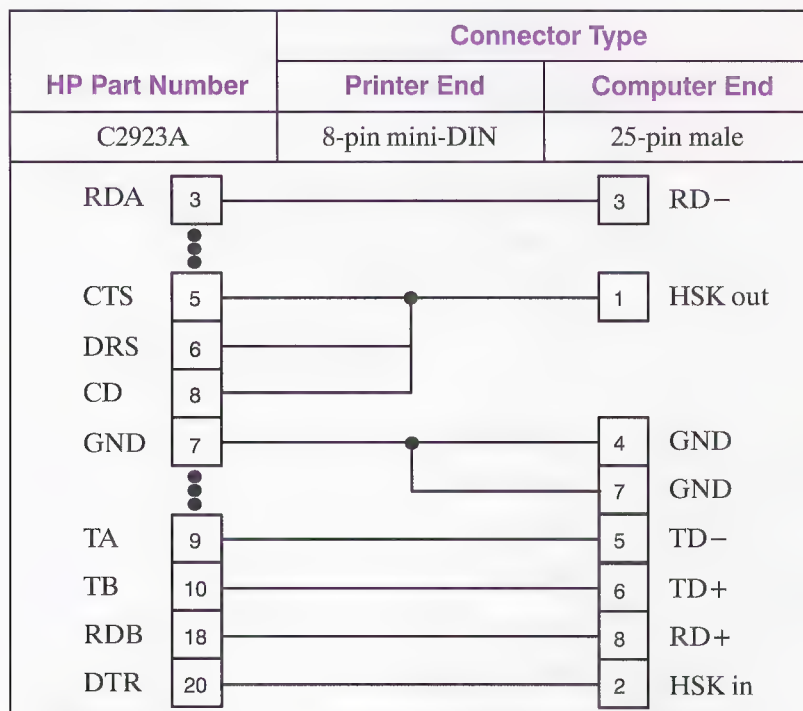 Connector Type
HP Part Number Printer End Computer End
C2923A 8-pin mini-DIN 25-pin male
RDA 3 3 RD−
CTS 5 1 HSK out
DRS 6
CD 8
GND 7 4 GND
7 GND
TA 9 5 TD−
TB 10 6 TD+
RDB 18 8 RD+
DTR 20 2 HSK in